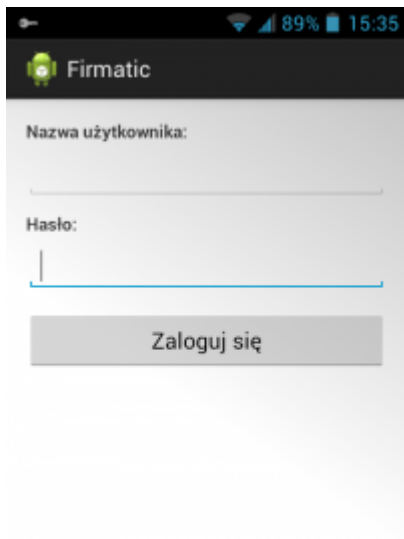 89% 15:35
Firmatic
Nazwa użytkownika:
Hasło:
Zaloguj się